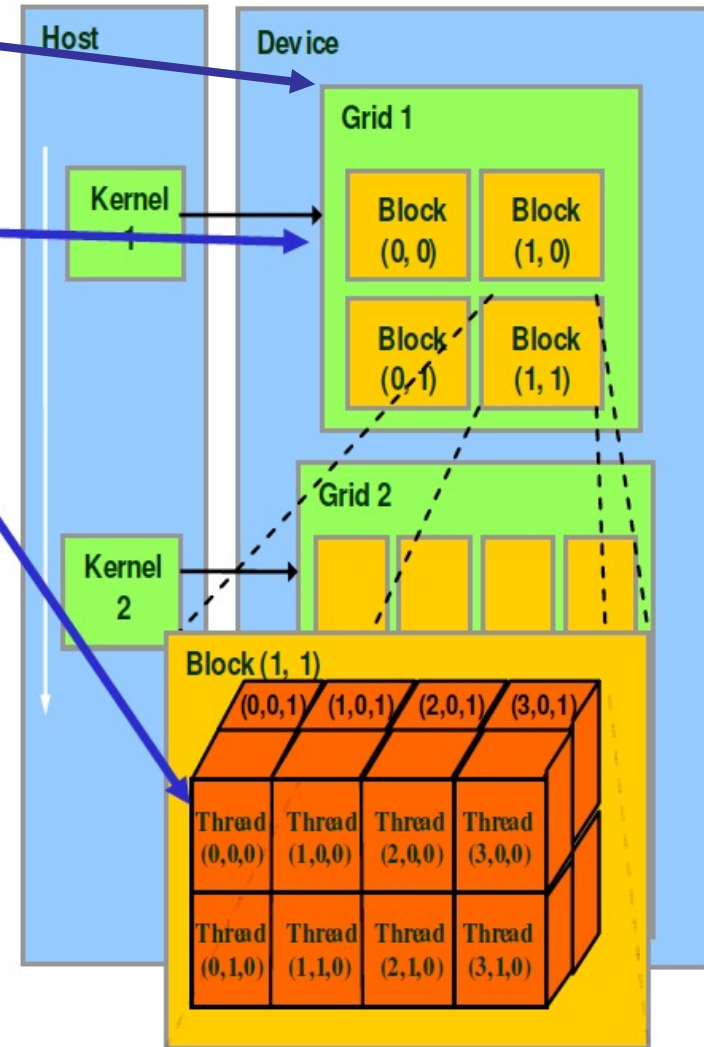 Host
Device
Grid 1
Kernel
1
Block
(0, 0)
Block
(1, 0)
Block
(0, 1)
Block
(1, 1)
Grid 2
Kernel
2
Block (1, 1)
(0,0,1) (1,0,1) (2,0,1) (3,0,1)
Thread
(0,0,0)
Thread
(1,0,0)
Thread
(2,0,0)
Thread
(3,0,0)
Thread
(0,1,0)
Thread
(1,1,0)
Thread
(2,1,0)
Thread
(3,1,0)